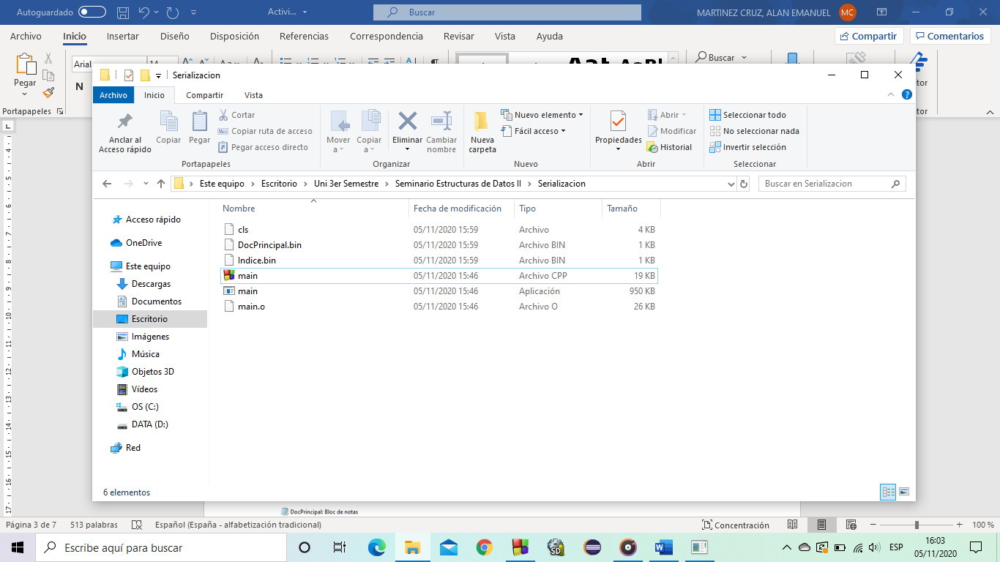 Autoguardado Activi... Buscar MARTINEZ CRUZ, ALAN EMANUEL MC
Archivo Inicio Insertar Diseño Disposición Referencias Correspondencia Revisar Vista Ayuda Compartir Comentarios
Arial 14 Buscar
Pegar N
Portapapeles
Serializacion
Archivo Inicio Compartir Vista
Anclar al Acceso rápido
Copiar
Pegar
Cortar
Copiar ruta de acceso
Pegar acceso directo
Portapapeles
Mover a
Copiar a
Eliminar
Cambiar nombre
Organizar
Nueva carpeta
Nuevo elemento
Fácil acceso
Nuevo
Propiedades
Abrir
Modificar
Historial
Abrir
Seleccionar todo
No seleccionar nada
Invertir selección
Seleccionar
Este equipo Escritorio Uni 3er Semestre Seminario Estructuras de Datos II Serializacion Buscar en Serializacion
Acceso rápido
OneDrive
Este equipo
Descargas
Documentos
Escritorio
Imágenes
Música
Objetos 3D
Vídeos
OS (C:)
DATA (D:)
Red
Nombre Fecha de modificación Tipo Tamaño
cls 05/11/2020 15:59 Archivo 4 KB
DocPrincipal.bin 05/11/2020 15:59 Archivo BIN 1 KB
Indice.bin 05/11/2020 15:59 Archivo BIN 1 KB
main 05/11/2020 15:46 Archivo CPP 19 KB
main 05/11/2020 15:46 Aplicación 950 KB
main.o 05/11/2020 15:46 Archivo O 26 KB
6 elementos
DocPrincipal: Bloc de notas
Página 3 de 7 513 palabras Español (España - alfabetización tradicional) Concentración 100 %
Escribe aquí para buscar ESP 16:03
05/11/2020